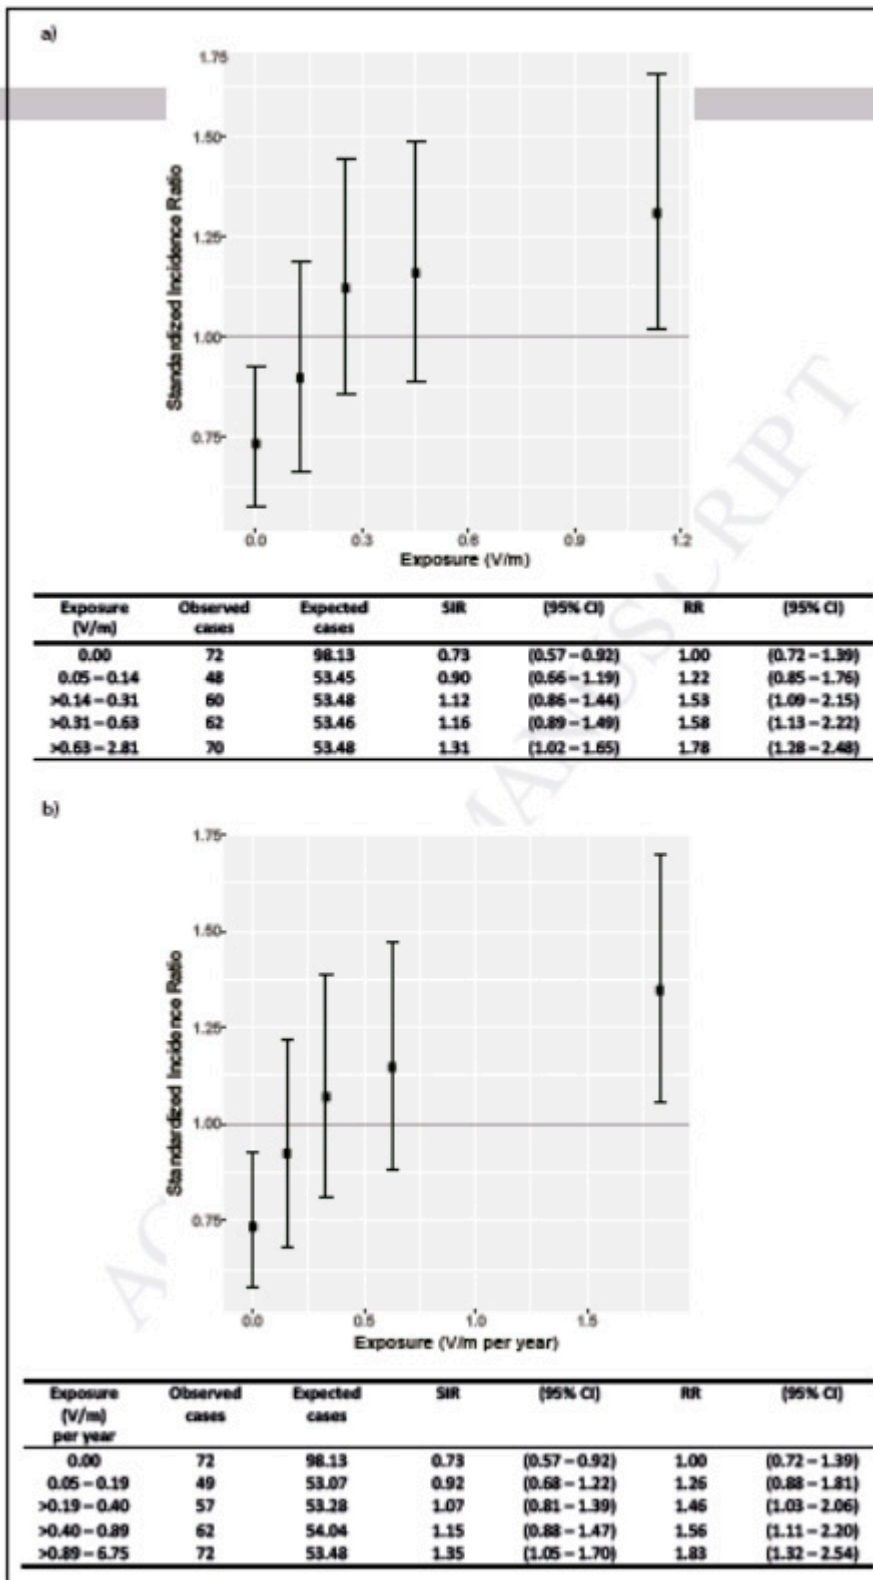 a)
1.75
1.50
1.25
1.00
0.75
Standardized Incidence Ratio
0.0 0.3 0.6 0.9 1.2
Exposure (V/m)
Exposure (V/m) Observed cases Expected cases SIR (95% CI) RR (95% CI)
0.00 72 98.13 0.73 (0.57 – 0.92) 1.00 (0.72 – 1.39)
0.05 – 0.14 48 53.45 0.90 (0.66 – 1.19) 1.22 (0.85 – 1.76)
>0.14 – 0.31 60 53.48 1.12 (0.86 – 1.44) 1.53 (1.09 – 2.15)
>0.31 – 0.63 62 53.46 1.16 (0.89 – 1.49) 1.58 (1.13 – 2.22)
>0.63 – 2.81 70 53.48 1.31 (1.02 – 1.65) 1.78 (1.28 – 2.48)
MANUSCRIPT
b)
1.75
1.50
1.25
1.00
0.75
Standardized Incidence Ratio
0.0 0.5 1.0 1.5
Exposure (V/m per year)
Exposure (V/m) per year Observed cases Expected cases SIR (95% CI) RR (95% CI)
0.00 72 98.13 0.73 (0.57 – 0.92) 1.00 (0.72 – 1.39)
0.05 – 0.19 49 53.07 0.92 (0.68 – 1.22) 1.26 (0.88 – 1.81)
>0.19 – 0.40 57 53.28 1.07 (0.81 – 1.39) 1.46 (1.03 – 2.06)
>0.40 – 0.89 62 54.04 1.15 (0.88 – 1.47) 1.56 (1.11 – 2.20)
>0.89 – 6.75 72 53.48 1.35 (1.05 – 1.70) 1.83 (1.32 – 2.54)